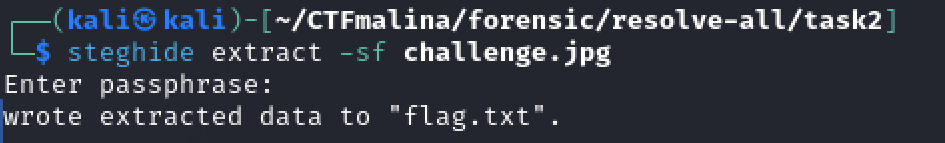 ┌──(kali㉿kali)-[~/CTFmalina/forensic/resolve-all/task2]
└─$ steghide extract -sf challenge.jpg
Enter passphrase:
wrote extracted data to "flag.txt".